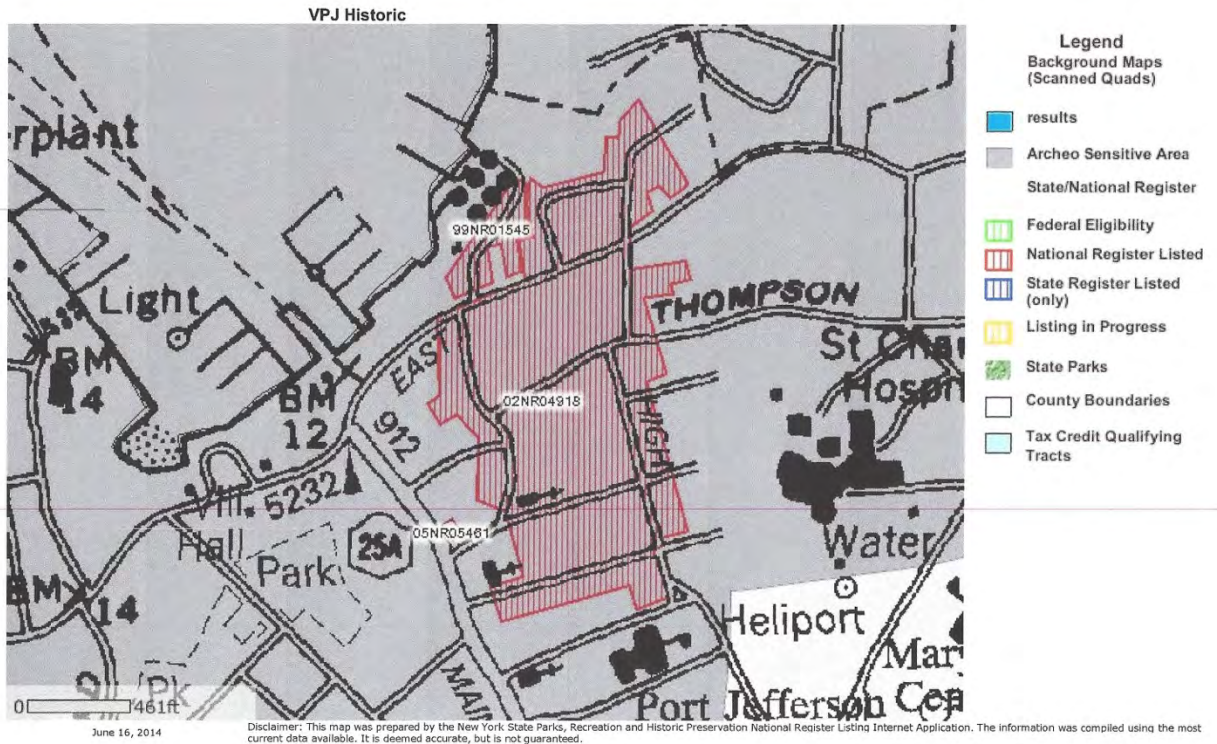 VPJ Historic
rplant
99NR01545
Light
THOMPSON
BM
14
EAST
St Char
Hospi
BM
12
02NR04918
912
HIGH
5232
Vill
Hall
05NR05461
25A
Park
Water
BM
14
Heliport
Mary
Cen
Pk
MAIN
Port Jefferson
0 461ft
Legend
Background Maps
(Scanned Quads)
results
Archeo Sensitive Area
State/National Register
Federal Eligibility
National Register Listed
State Register Listed
(only)
Listing in Progress
State Parks
County Boundaries
Tax Credit Qualifying
Tracts
June 16, 2014
Disclaimer: This map was prepared by the New York State Parks, Recreation and Historic Preservation National Register Listing Internet Application. The information was compiled using the most
current data available. It is deemed accurate, but is not guaranteed.